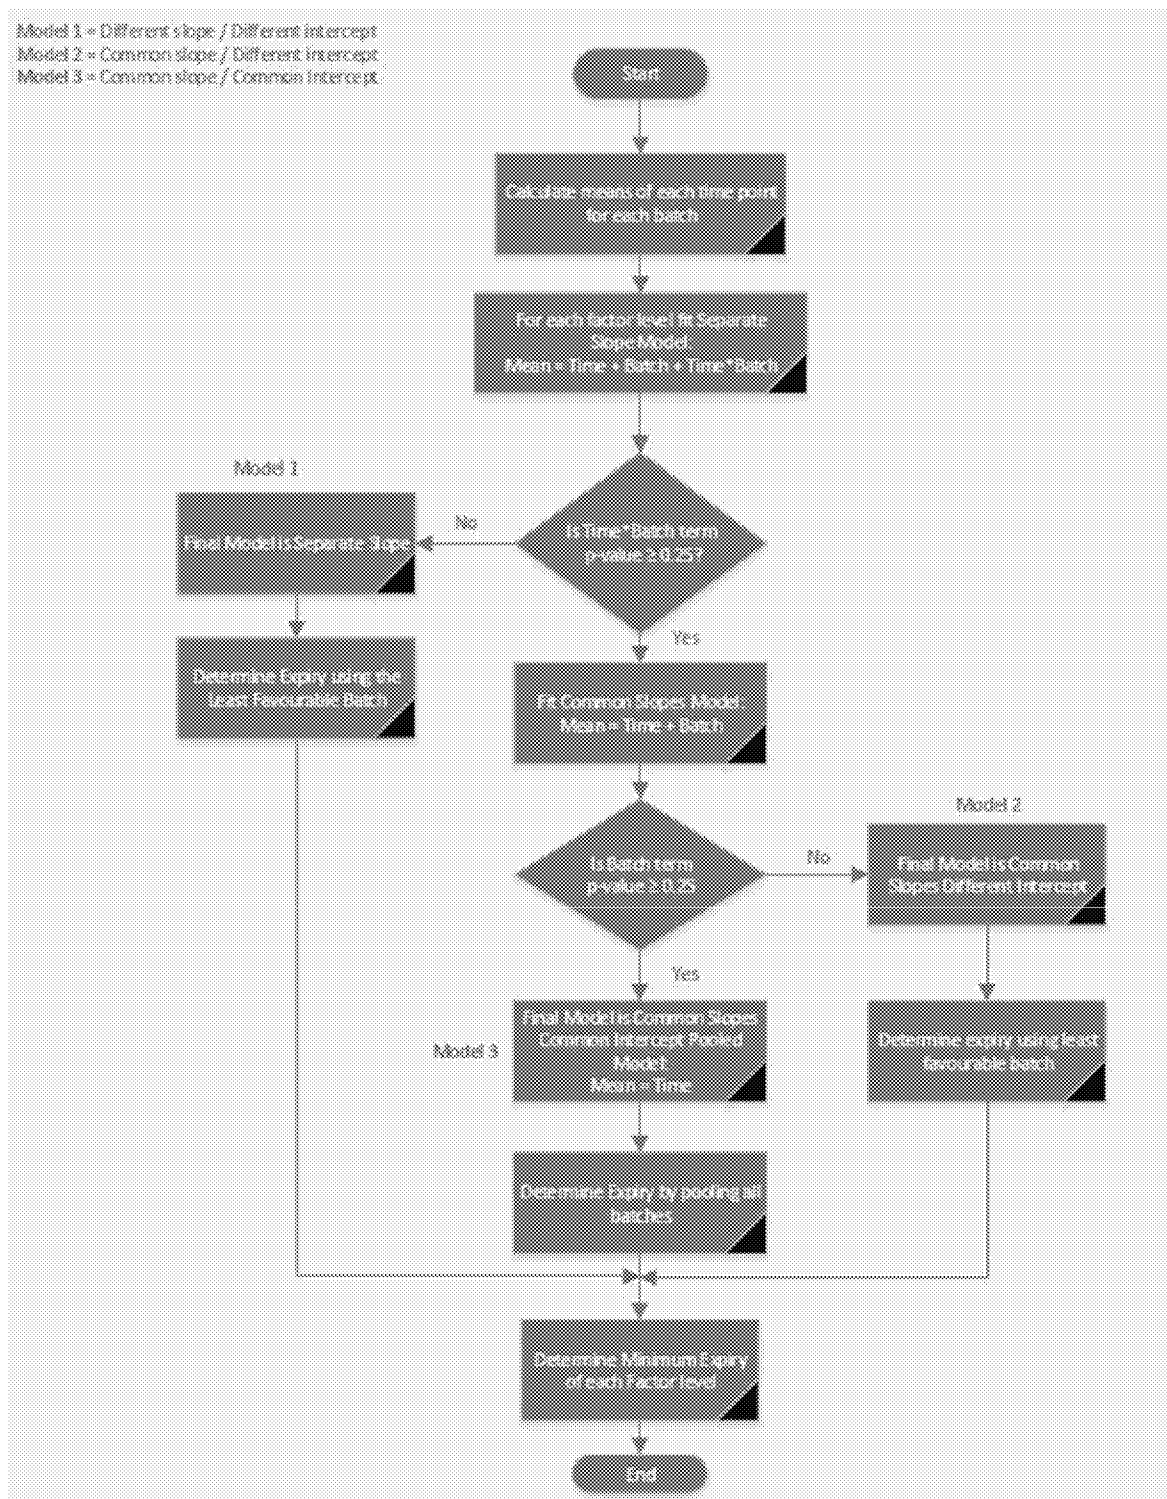 Model 1 = Different slope / Different intercept
Model 2 = Common slope / Different intercept
Model 3 = Common slope / Common Intercept
Start
Calculate means of each time point
for each batch
For each factor level fit Separate
Slope Model:
Mean = Time + Batch + Time*Batch
Is Time*Batch term
p-value ≥ 0.25?
No
Model 1
Final Model is Separate Slope
Determine Expiry using the
Least Favourable Batch
Yes
Fit Common Slopes Model
Mean = Time + Batch
Is Batch term
p-value ≥ 0.25
No
Model 2
Final Model is Common
Slopes Different Intercept
Determine expiry using least
favourable batch
Yes
Model 3
Final Model is Common Slopes
Common Intercept Pooled
Model:
Mean = Time
Determine Expiry by pooling all
batches
Determine Minimum Expiry
of each Factor level
End